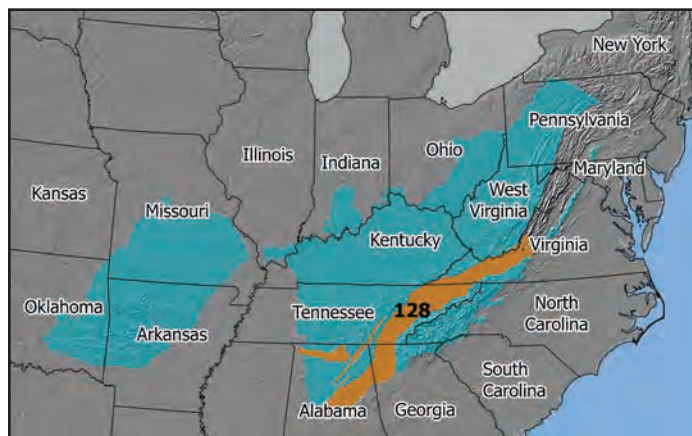 New York
Pennsylvania
Ohio
Illinois
Indiana
Maryland
Kansas
Missouri
West
Virginia
Kentucky
Virginia
Oklahoma
Tennessee
128
North
Carolina
Arkansas
South
Carolina
Alabama
Georgia